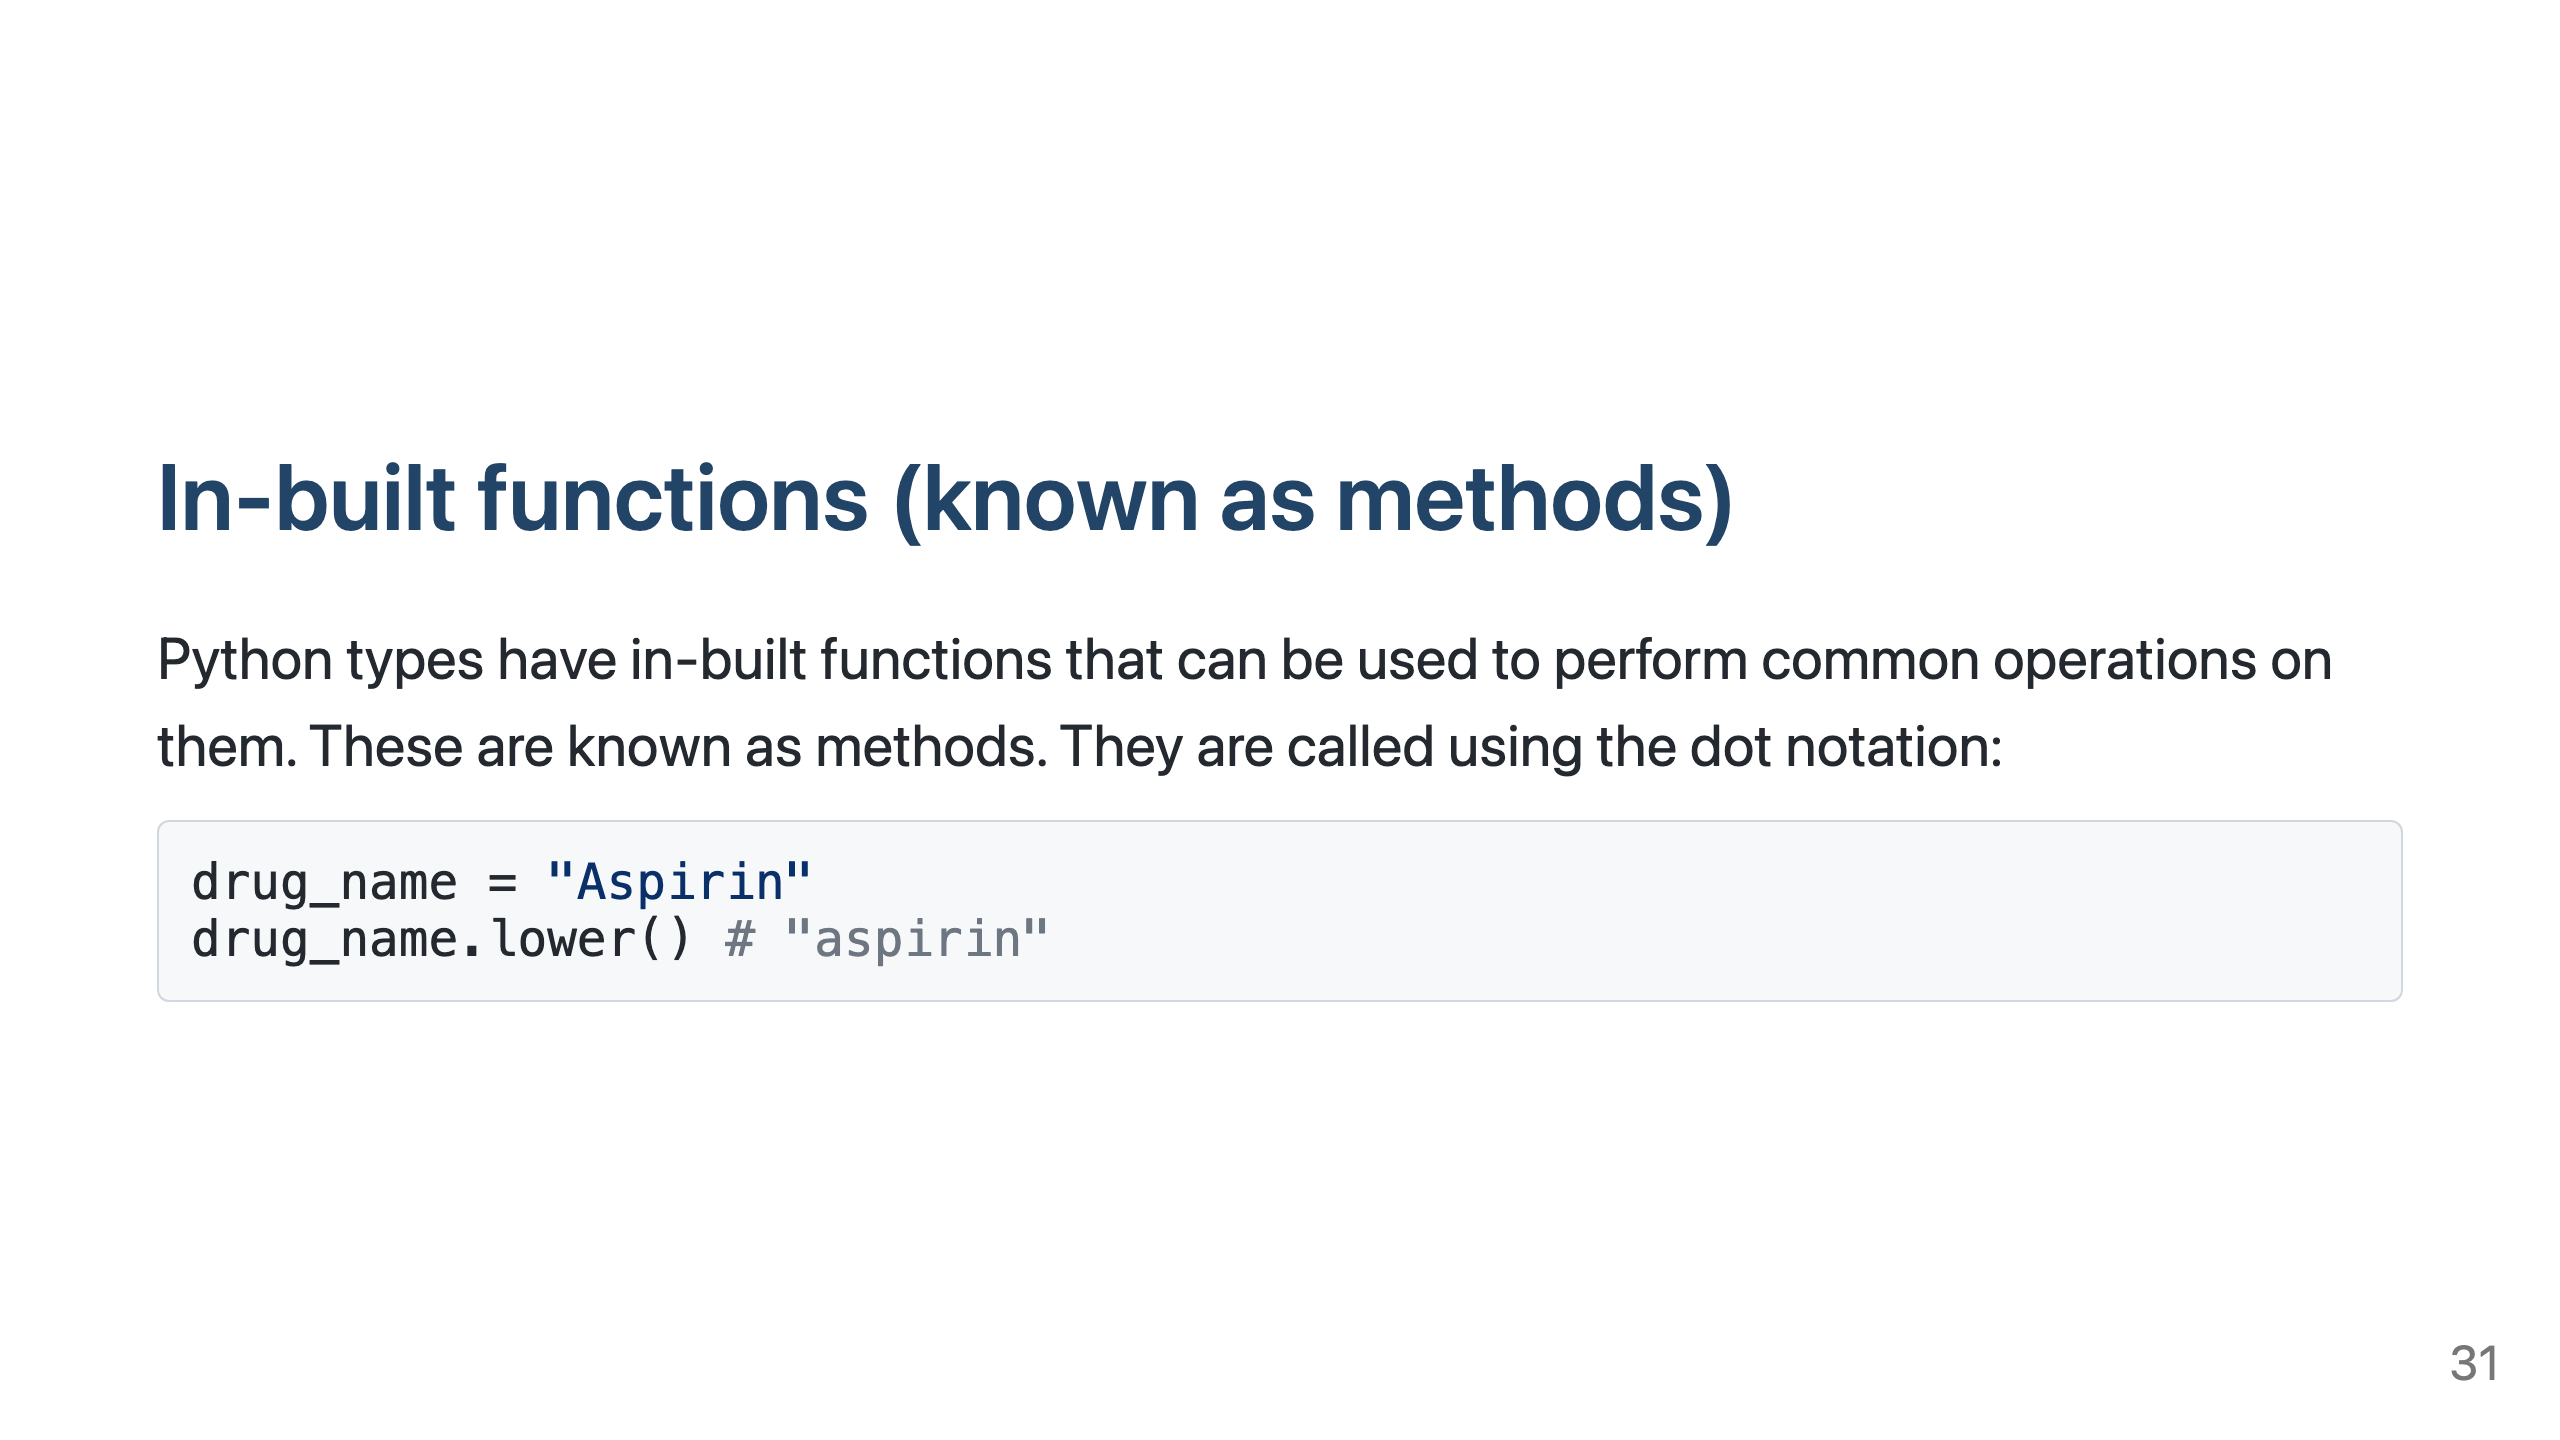 In-built functions (known as methods)
Python types have in-built functions that can be used to perform common operations on
them. These are known as methods. They are called using the dot notation:
drug_name = "Aspirin"
drug_name.lower() # "aspirin"
31